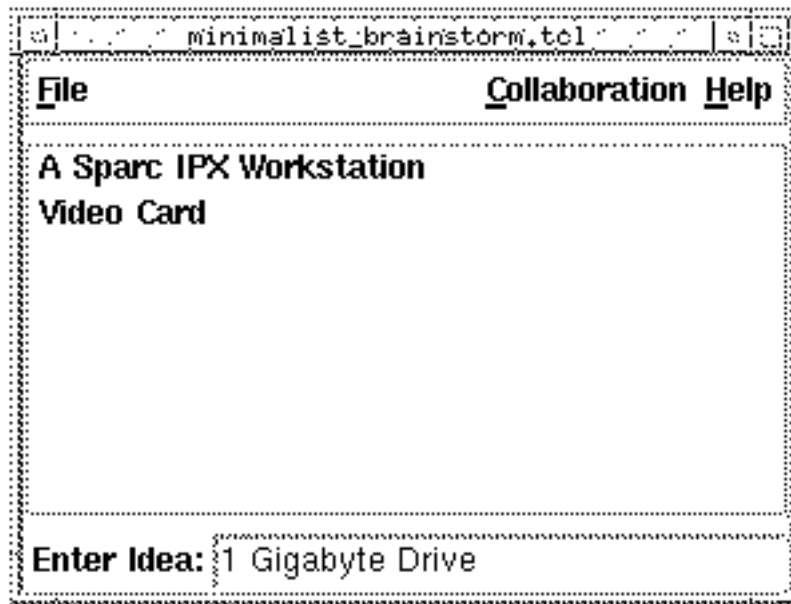 minimalist_brainstorm.tcl
File Collaboration Help
A Sparc IPX Workstation
Video Card
Enter Idea: 1 Gigabyte Drive